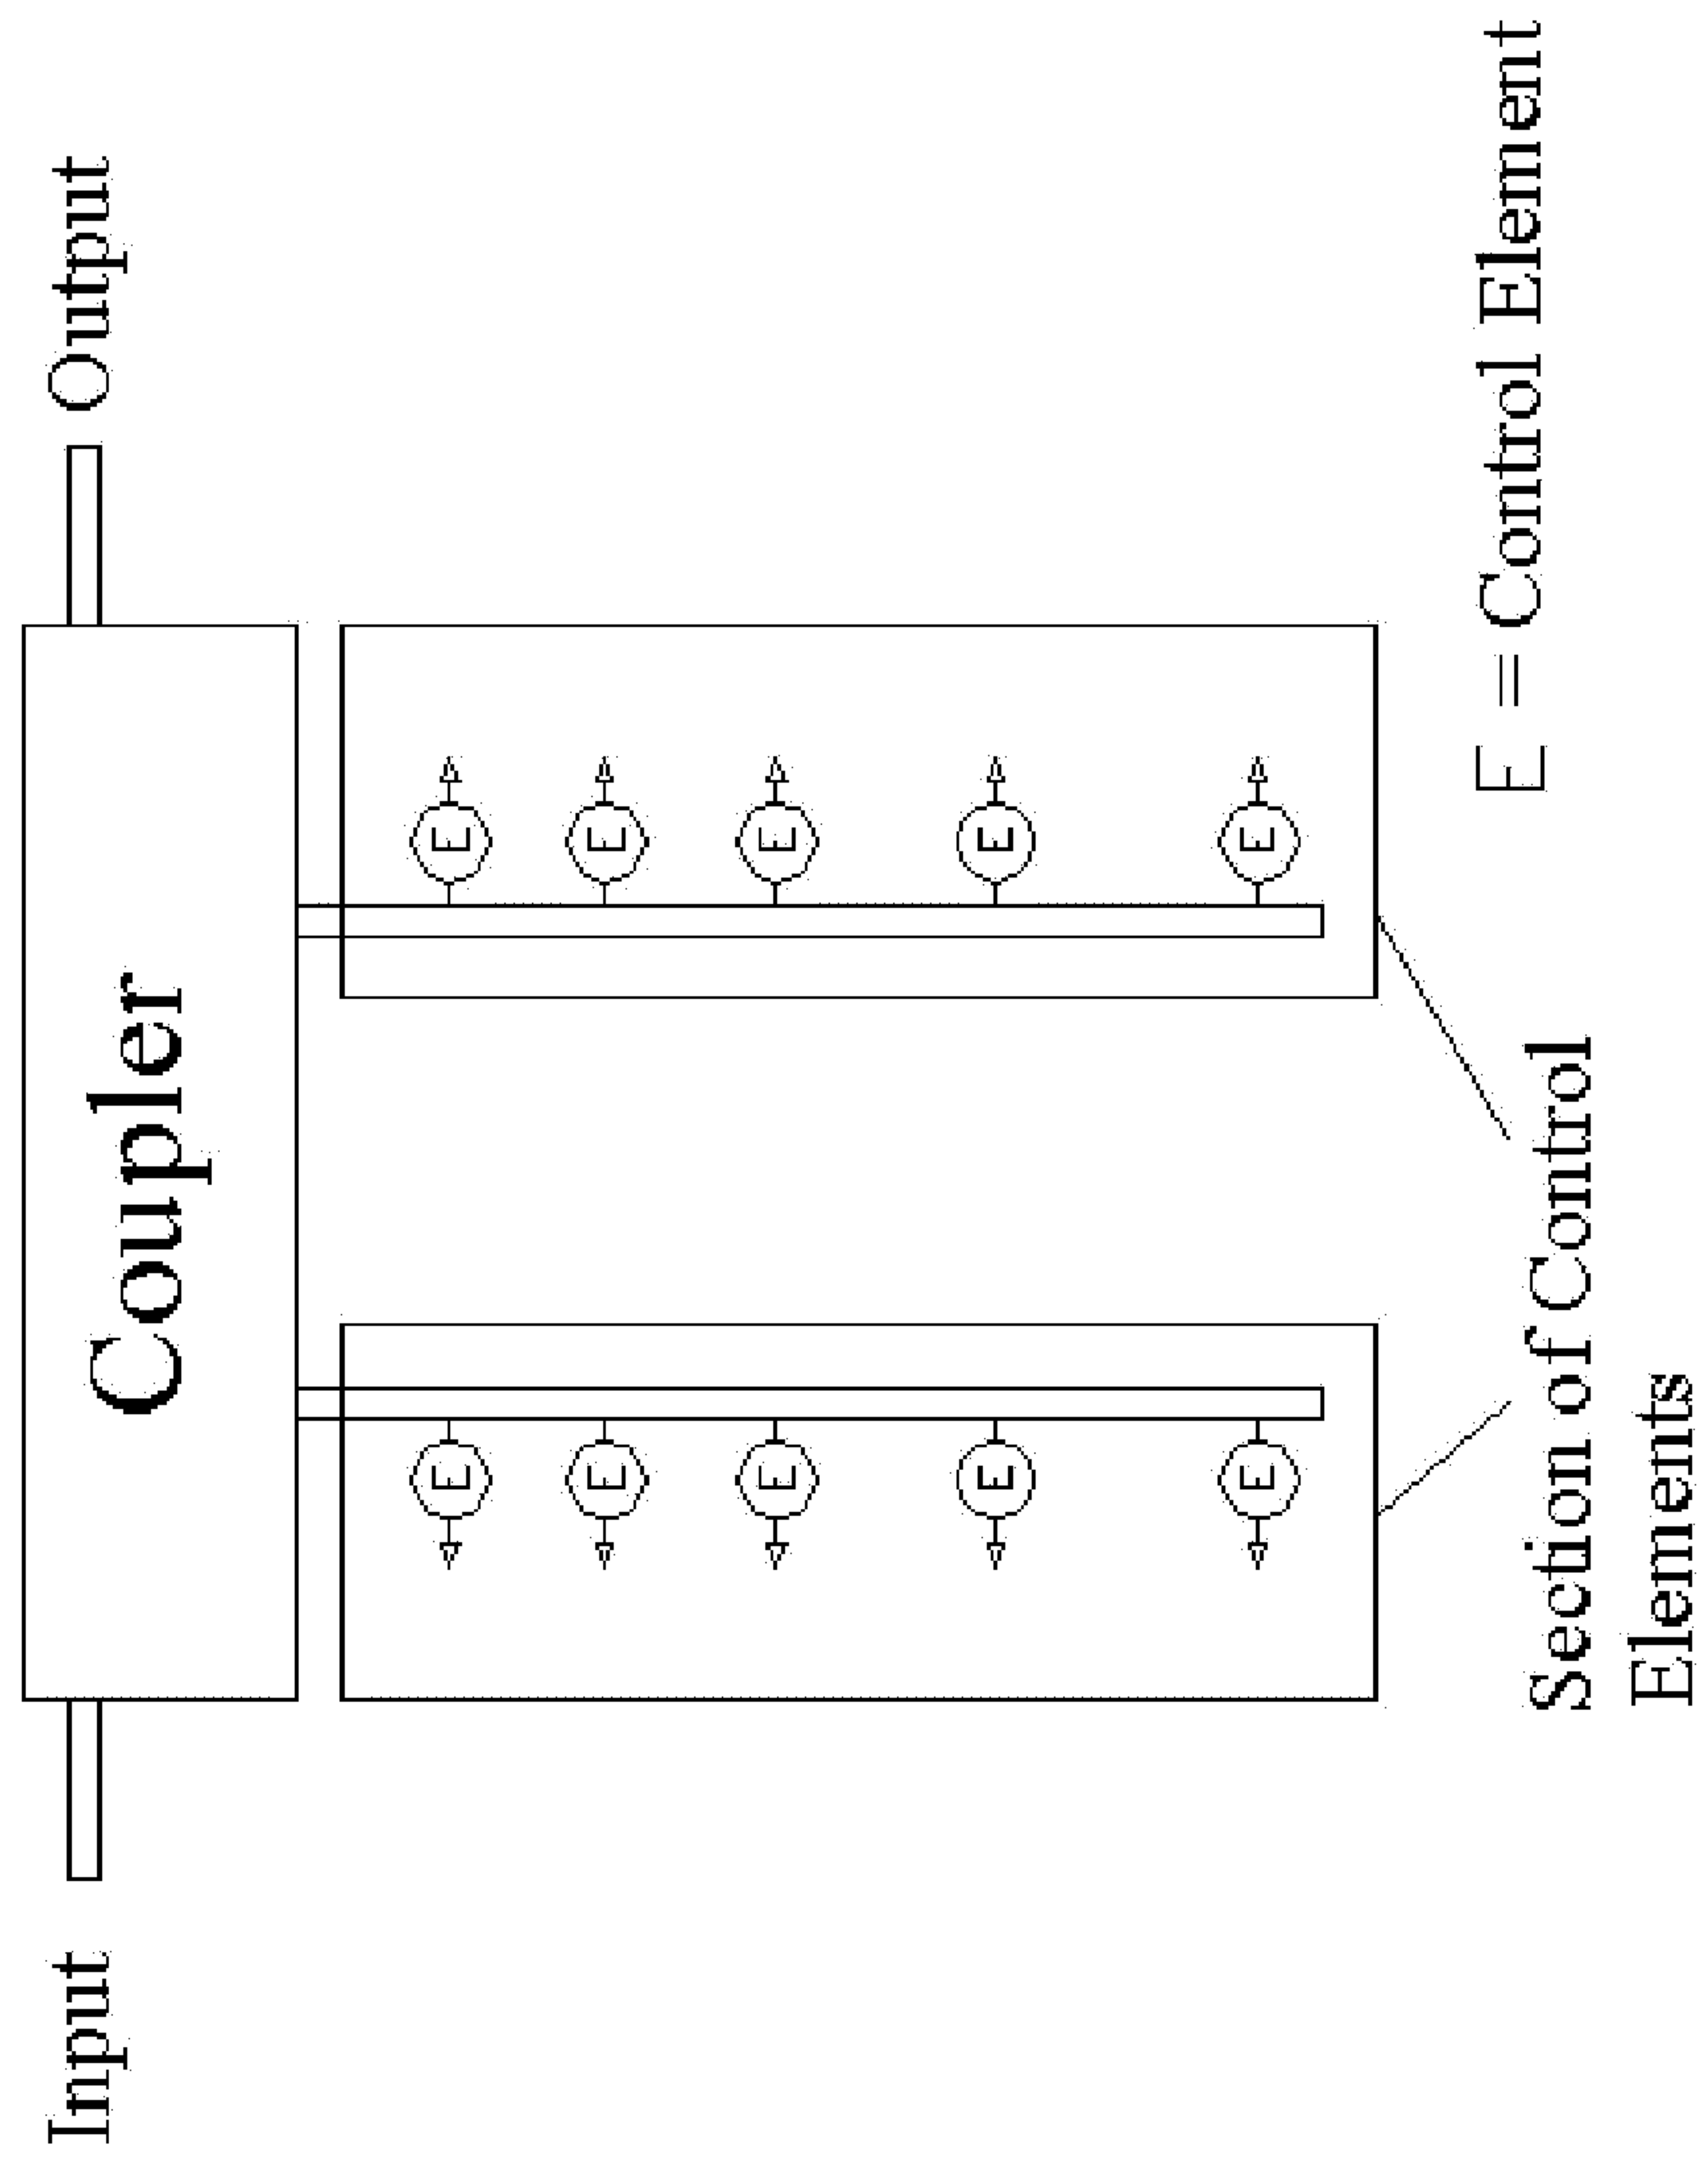 Input
Output
Coupler
E
E
E
E
E
E
E
E
E
E
Section of Control
Elements
E = Control Element